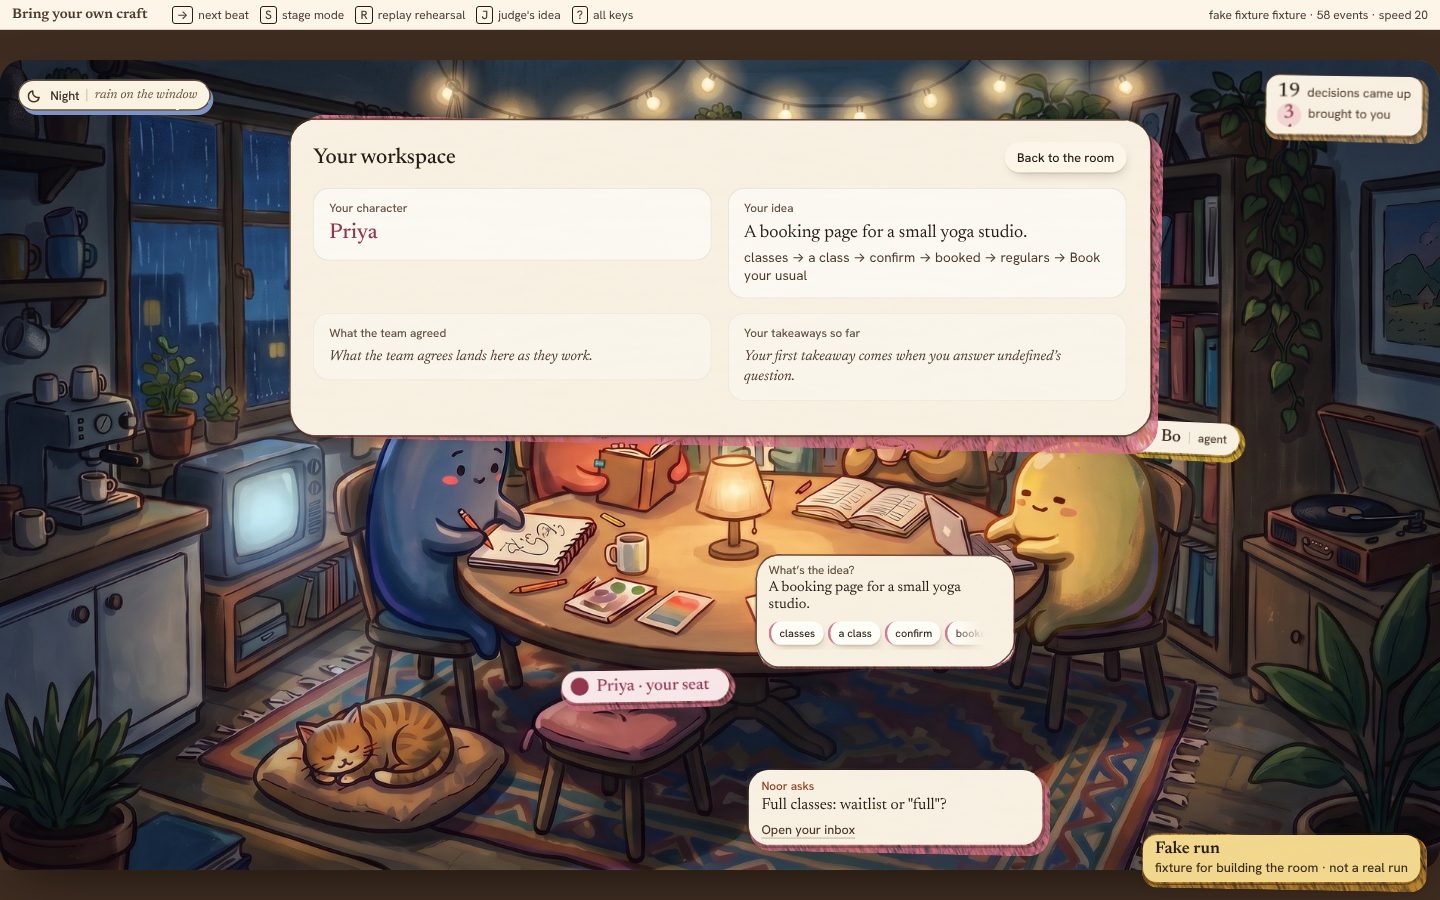 Bring your own craft
→ next beat S stage mode R replay rehearsal J judge's idea ? all keys
fake fixture fixture · 58 events · speed 20
Night | rain on the window
19 decisions came up
3 brought to you
Your workspace
Back to the room
Your character
Priya
Your idea
A booking page for a small yoga studio.
classes → a class → confirm → booked → regulars → Book
your usual
What the team agreed
What the team agrees lands here as they work.
Your takeaways so far
Your first takeaway comes when you answer undefined's
question.
Bo | agent
What's the idea?
A booking page for a small yoga
studio.
classes a class confirm
Priya · your seat
Noor asks
Full classes: waitlist or "full"?
Open your inbox
Fake run
fixture for building the room · not a real run